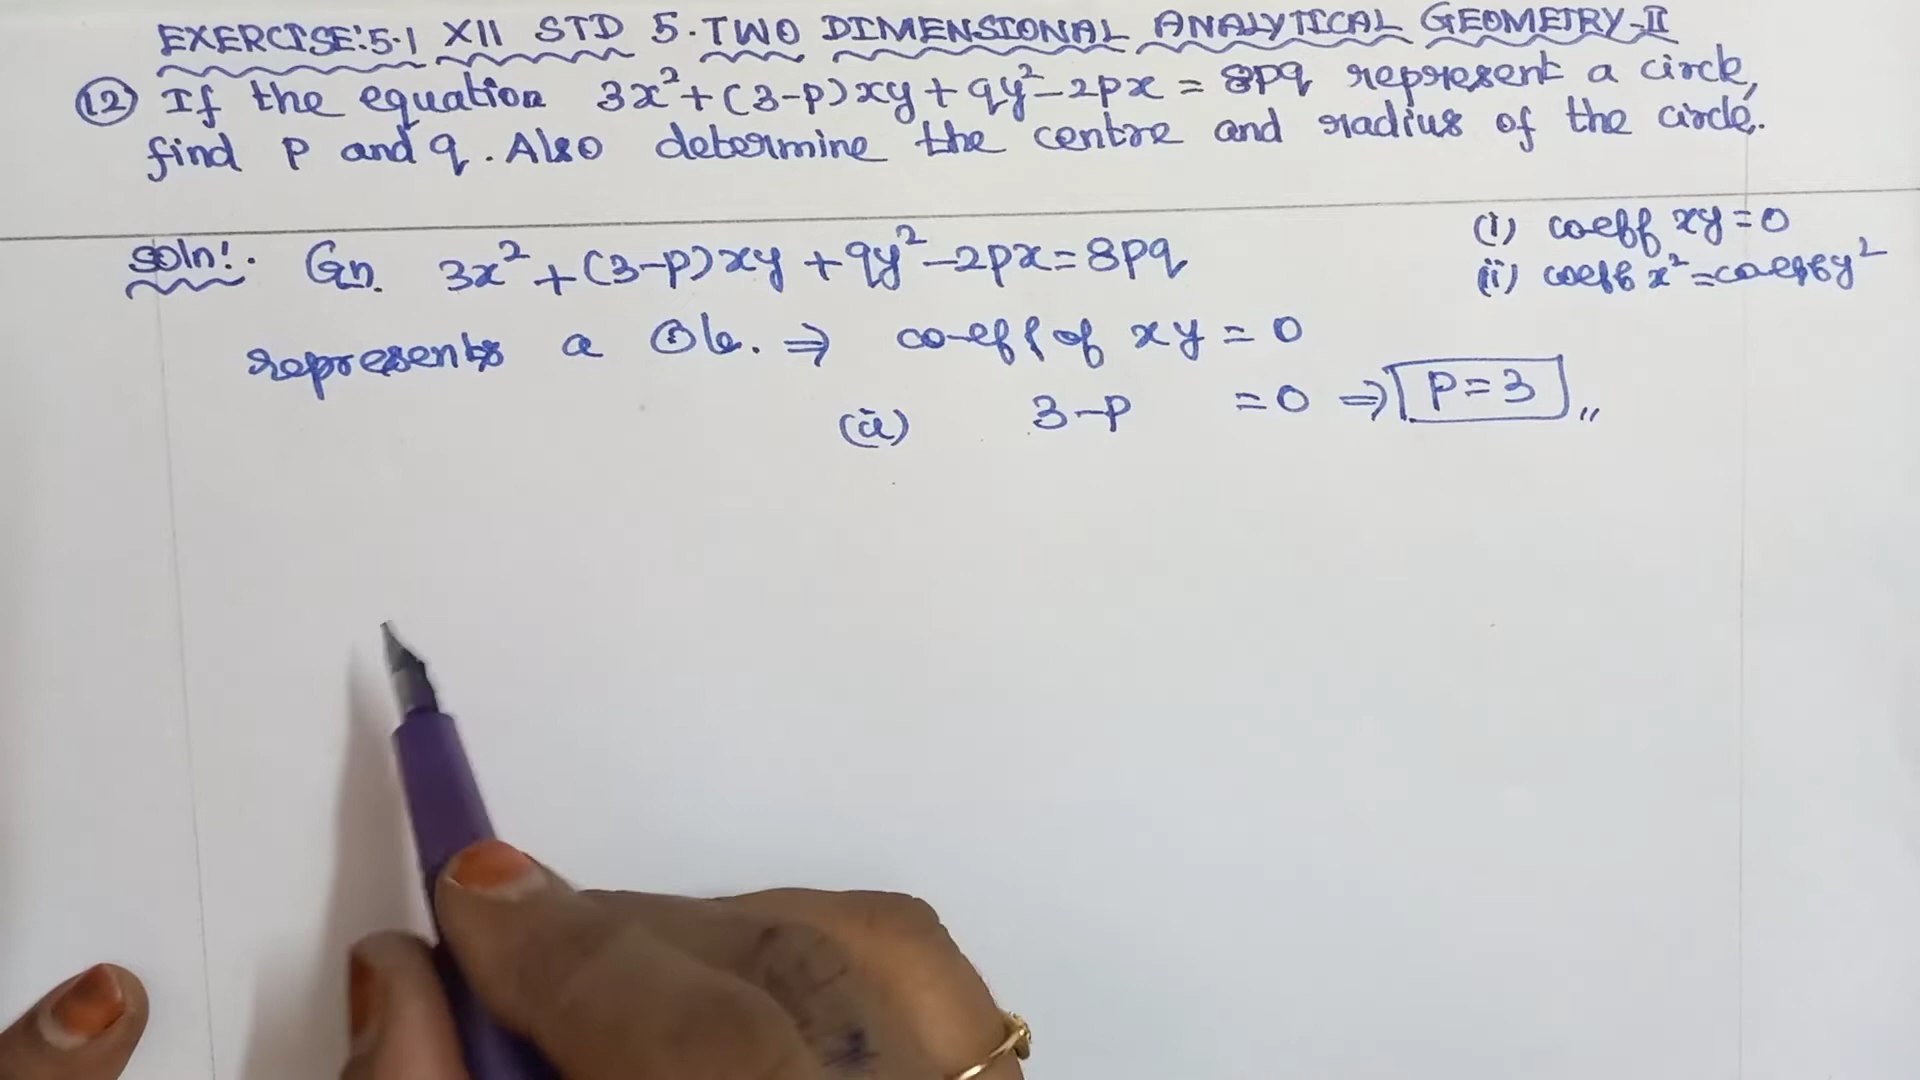 EXERCISE:5.1 XII STD 5.TWO DIMENSIONAL ANALYTICAL GEOMETRY-II
(12) If the equation 3x²+(3-p)xy+qy²-2px=8pq represent a circle,
find p and q. Also determine the centre and radius of the circle.
Soln:. Gn. 3x²+(3-p)xy+qy²-2px=8pq
(i) coeff xy=0
(ii) coeff x²=coeff y²
represents a ⊙le. ⇒ co-eff of xy = 0
(ie) 3-p =0 ⇒ P=3 ,,